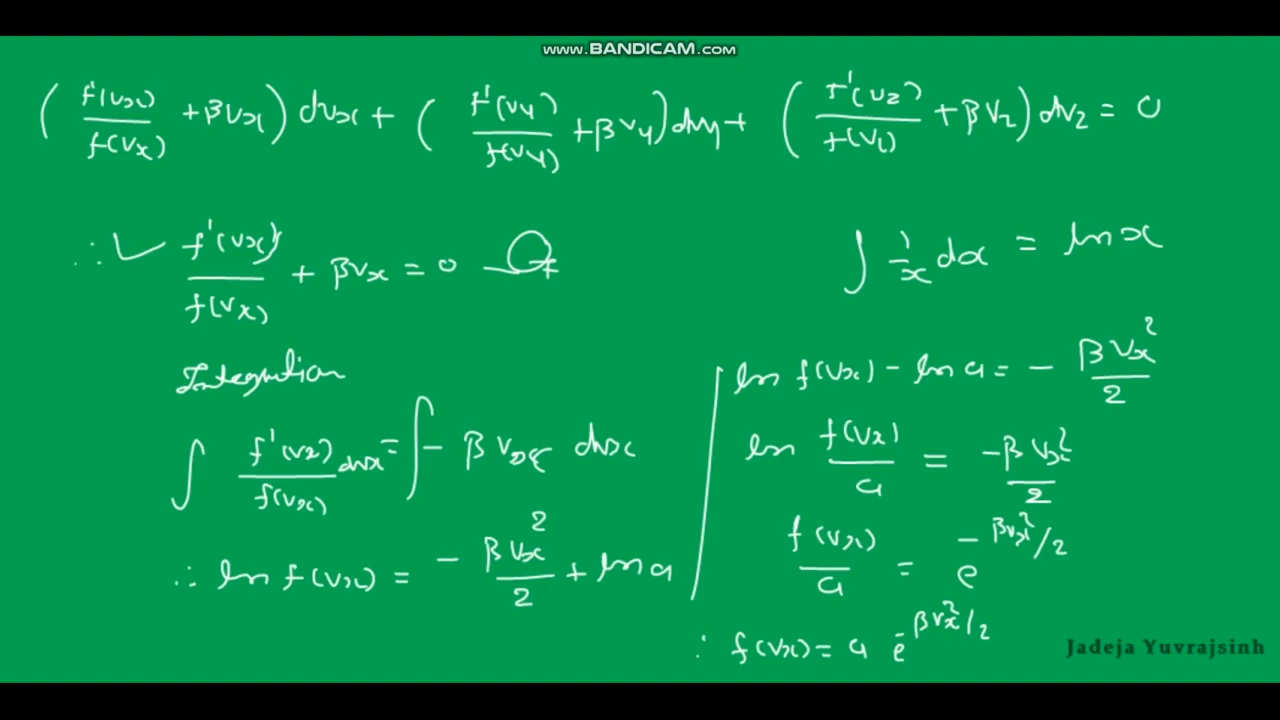 www.BANDICAM.com
( f'(vx) / f(vx) + βvx ) dvx + ( f'(vy) / f(vy) + βvy ) dvy + ( f'(vz) / f(vz) + βvz ) dvz = 0
∴ ✓ f'(vx) / f(vx) + βvx = 0
∫ 1/x dx = ln x
Integration
∫ f'(vx) / f(vx) dvx = ∫ - βvx dvx
∴ ln f(vx) = - βvx² / 2 + ln a
ln f(vx) - ln a = - βvx² / 2
ln f(vx) / a = -βvx² / 2
f(vx) / a = e^-βvx²/2
∴ f(vx) = a e^-βvx²/2
Jadeja Yuvrajsinh